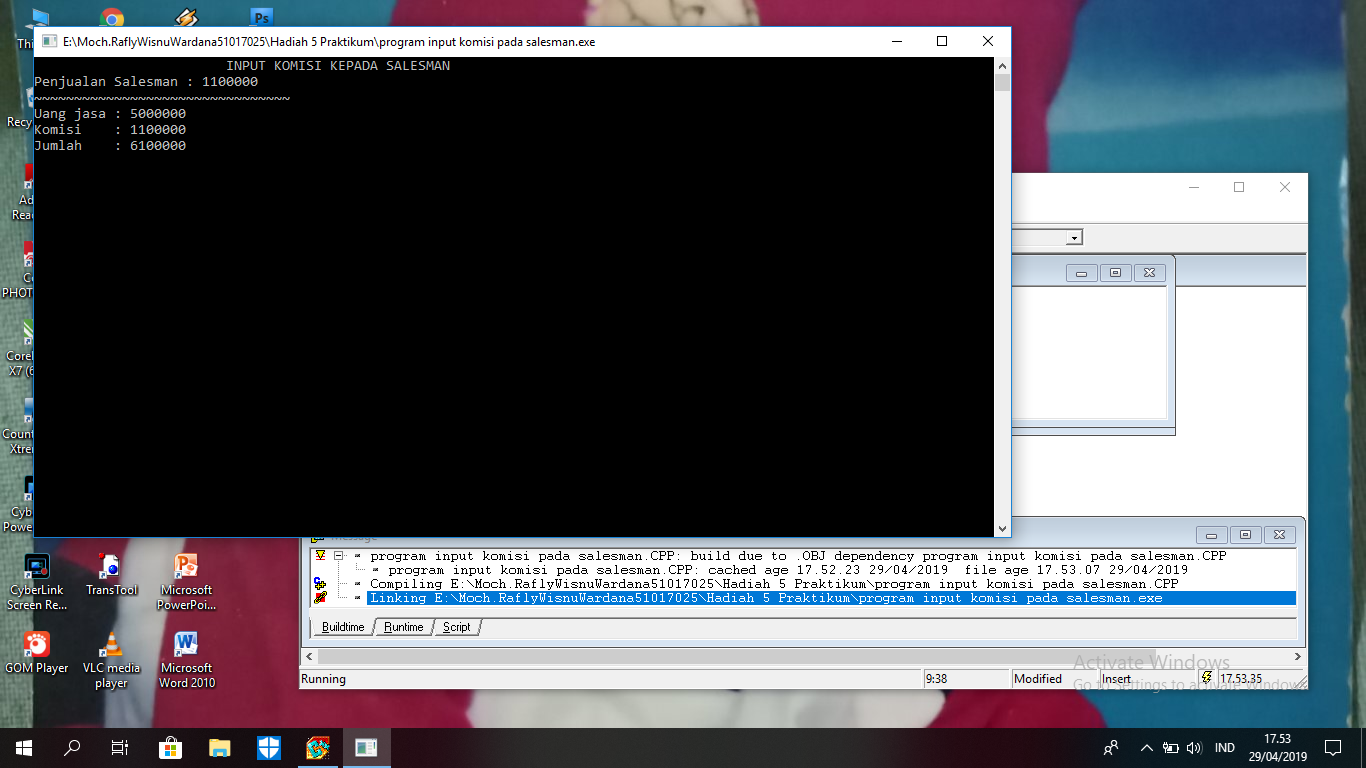 E:\Moch.RaflyWisnuWardana51017025\Hadiah 5 Praktikum\program input komisi pada salesman.exe
INPUT KOMISI KEPADA SALESMAN
Penjualan Salesman : 1100000
~~~~~~~~~~~~~~~~~~~~~~~~~~~~~~~~
Uang jasa : 5000000
Komisi    : 1100000
Jumlah    : 6100000
Ps
Thi
Recy
Ad
Rea
Co
PHOT
Corel
X7 (6
Count
Xtre
Cyb
Powe
CyberLink
Screen Re...
TransTool
Microsoft
PowerPoi...
GOM Player
VLC media
player
Microsoft
Word 2010
Message
program input komisi pada salesman.CPP: build due to .OBJ dependency program input komisi pada salesman.CPP
program input komisi pada salesman.CPP: cached age 17.52.23 29/04/2019  file age 17.53.07 29/04/2019
Compiling E:\Moch.RaflyWisnuWardana51017025\Hadiah 5 Praktikum\program input komisi pada salesman.CPP
Linking E:\Moch.RaflyWisnuWardana51017025\Hadiah 5 Praktikum\program input komisi pada salesman.exe
Buildtime Runtime Script
Activate Windows
Go to Settings to activate Windows
Running 9:38 Modified Insert 17.53.35
IND
17.53
29/04/2019